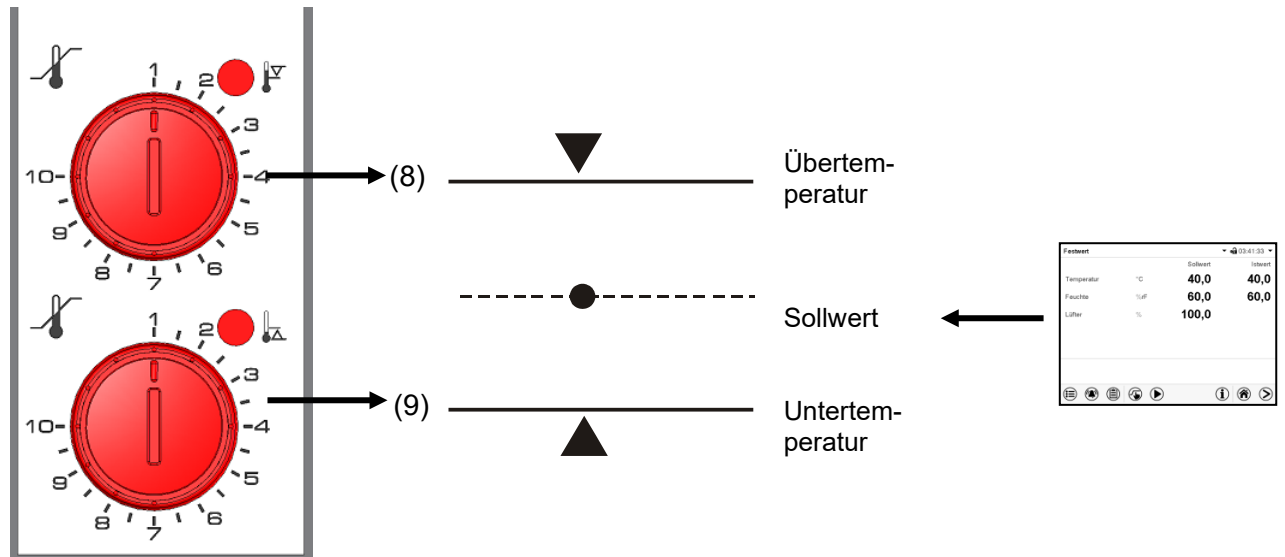 1
2
3
4
5
6
7
8
9
10
(8)
Übertem-
peratur
Sollwert
1
2
3
4
5
6
7
8
9
10
(9)
Untertem-
peratur
Festwert 03:41:33
Sollwert Istwert
Temperatur °C 40,0 40,0
Feuchte %rF 60,0 60,0
Lüfter % 100,0